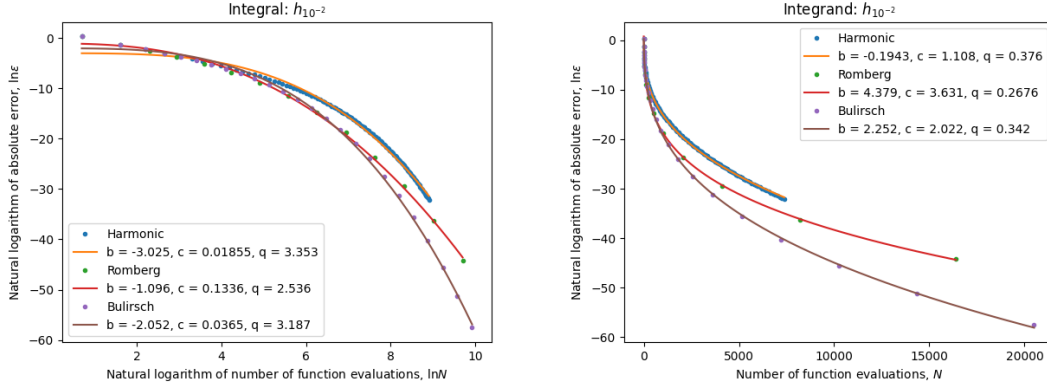 Integral: h₁₀⁻²
Natural logarithm of absolute error, lnε
0
−10
−20
−30
−40
−50
−60
2
4
6
8
10
Natural logarithm of number of function evaluations, lnN
Harmonic
b = -3.025, c = 0.01855, q = 3.353
Romberg
b = -1.096, c = 0.1336, q = 2.536
Bulirsch
b = -2.052, c = 0.0365, q = 3.187
Integrand: h₁₀⁻²
Natural logarithm of absolute error, lnε
0
−10
−20
−30
−40
−50
−60
0
5000
10000
15000
20000
Number of function evaluations, N
Harmonic
b = -0.1943, c = 1.108, q = 0.376
Romberg
b = 4.379, c = 3.631, q = 0.2676
Bulirsch
b = 2.252, c = 2.022, q = 0.342